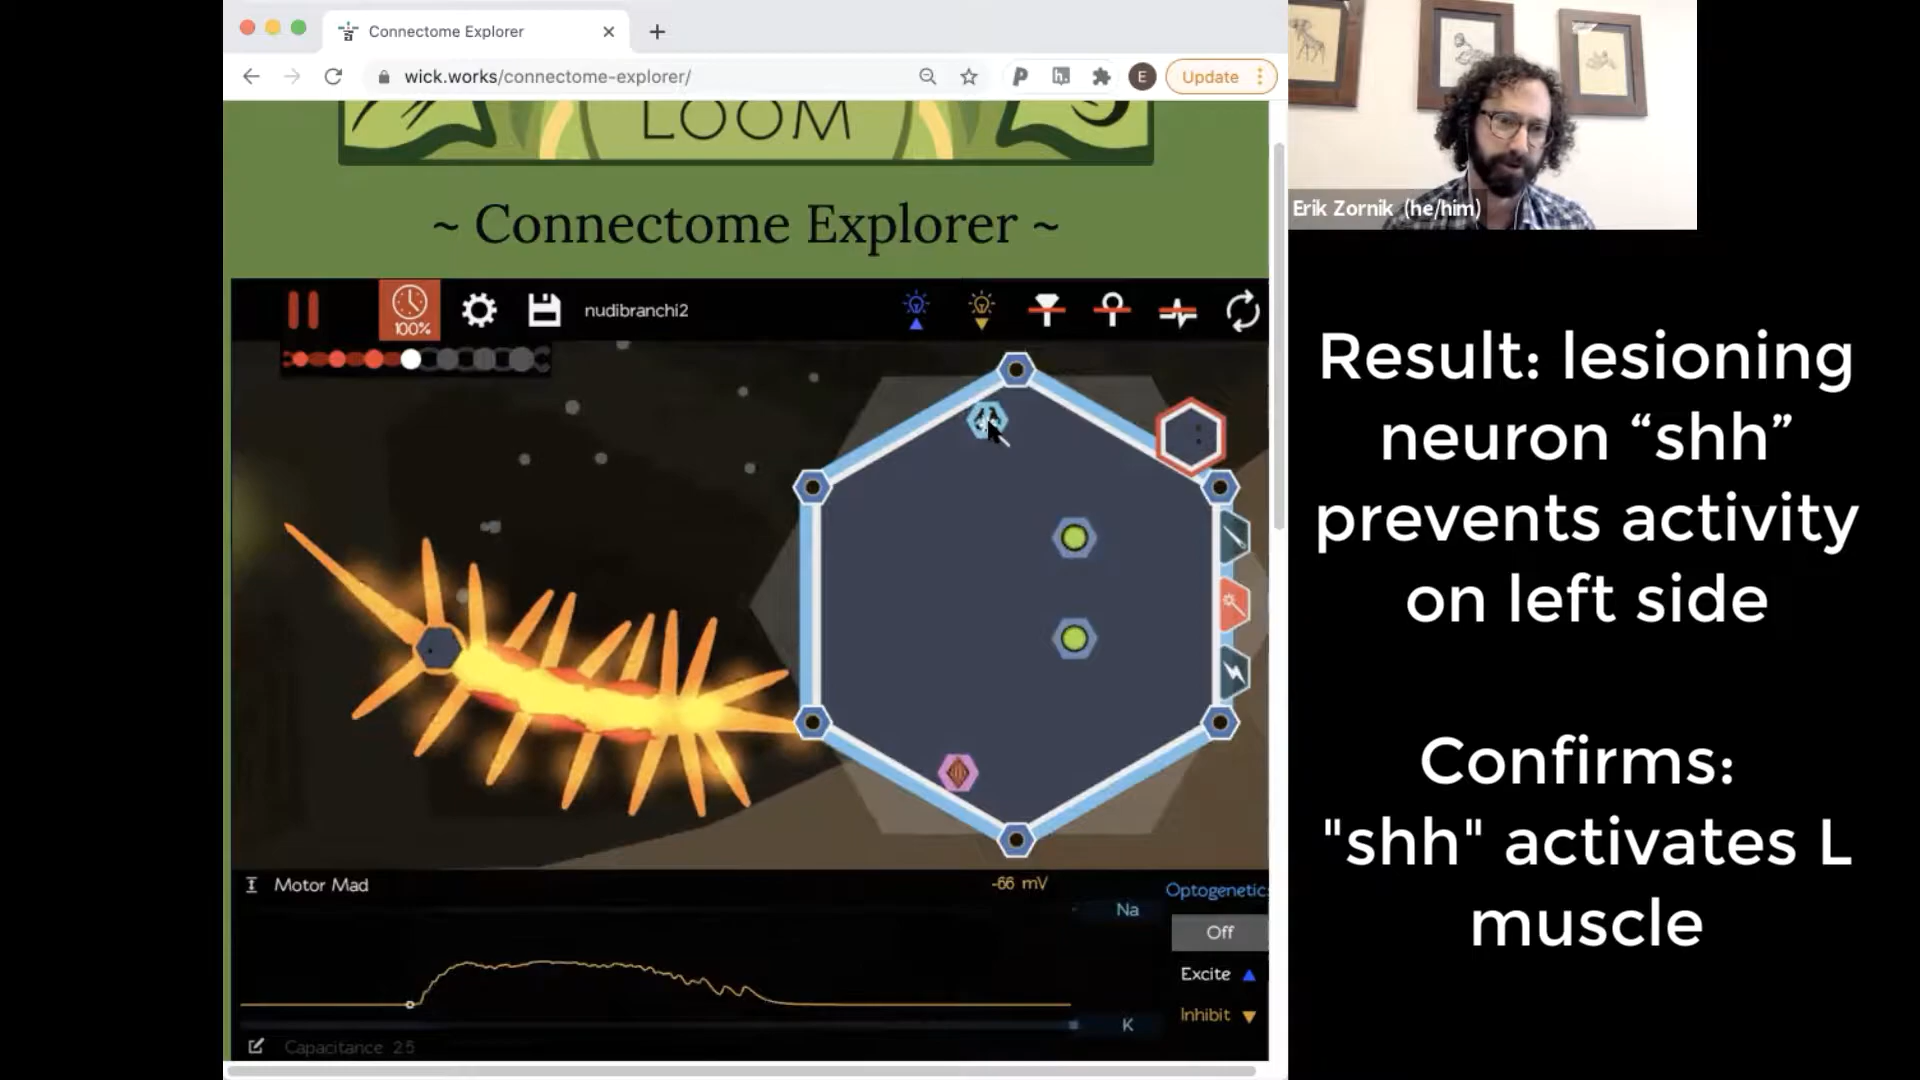 Connectome Explorer
wick.works/connectome-explorer/
E
Update
LOOM
~ Connectome Explorer ~
100%
nudibranchi2
Erik Zornik (he/him)
Result: lesioning
neuron “shh”
prevents activity
on left side
Confirms:
"shh" activates L
muscle
Motor Mad
-66 mV
Optogenetic
Na
Off
Excite
Inhibit
K
Capacitance 25